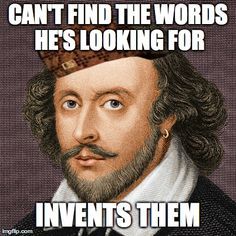 CAN'T FIND THE WORDS
HE'S LOOKING FOR
INVENTS THEM
imgflip.com